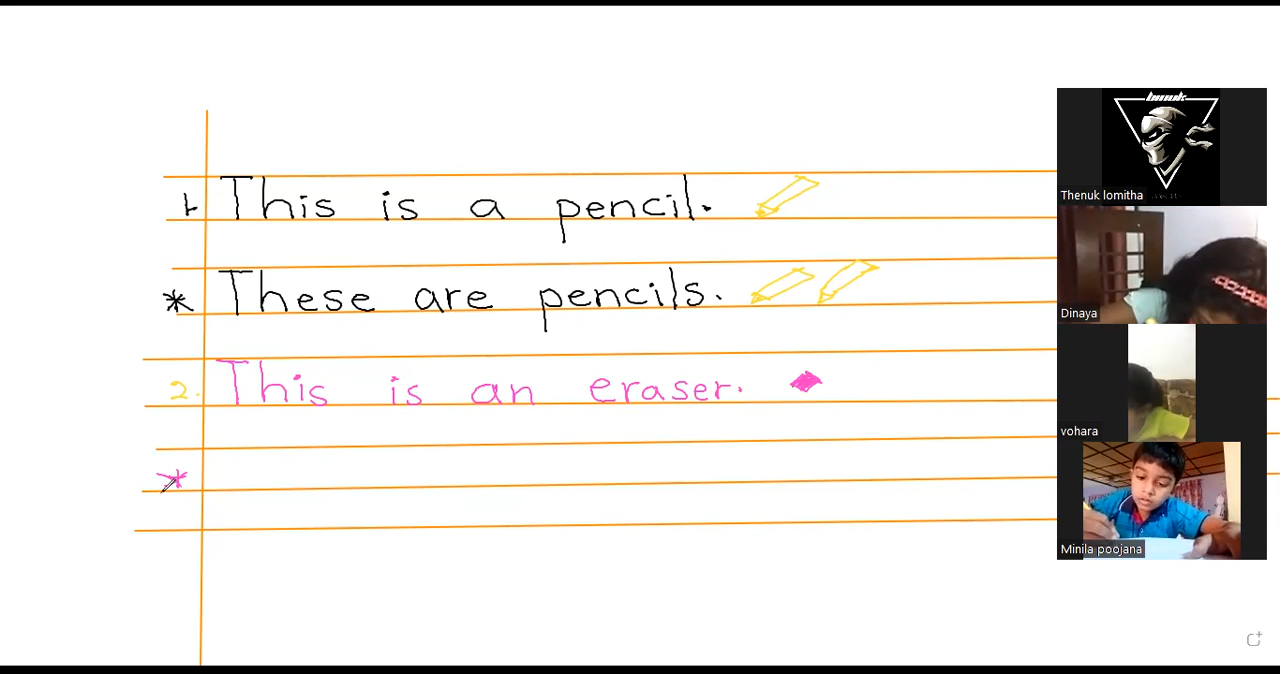 1. This is a pencil.
* These are pencils.
2. This is an eraser.
*
Thenuk lomitha
Dinaya
vohara
Minila poojana